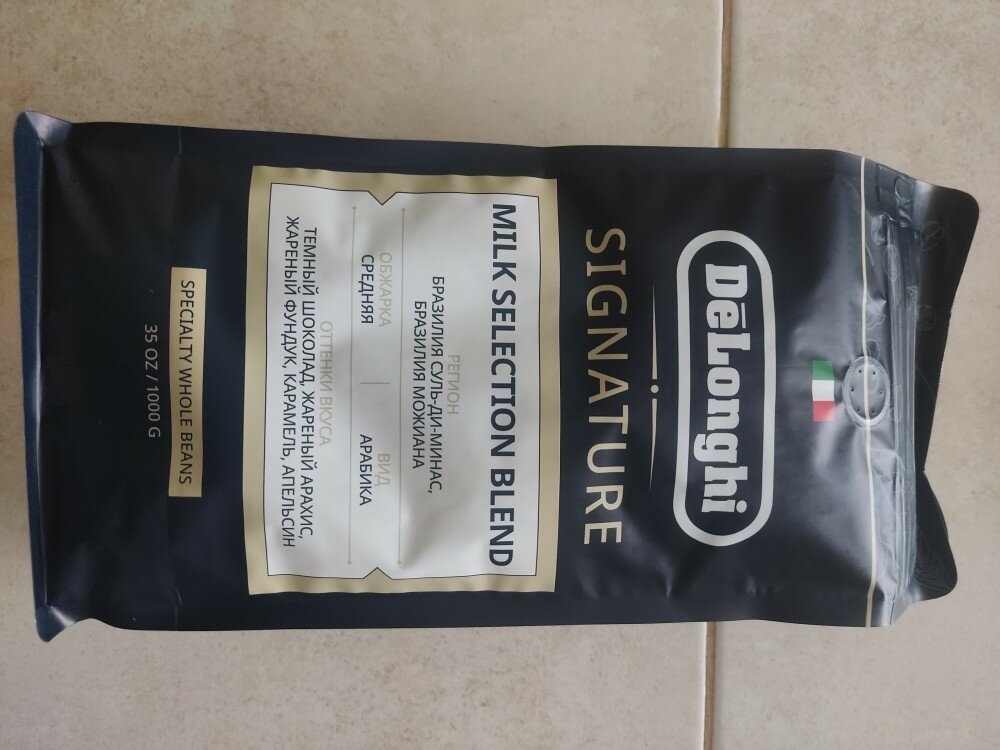 DēLonghi
SIGNATURE
MILK SELECTION BLEND
РЕГИОН
БРАЗИЛИЯ СУЛЬ-ДИ-МИНАС,
БРАЗИЛИЯ МОЖИАНА
ОБЖАРКА | ВИД
СРЕДНЯЯ АРАБИКА
ОТТЕНКИ ВКУСА
ТЕМНЫЙ ШОКОЛАД, ЖАРЕНЫЙ АРАХИС,
ЖАРЕНЫЙ ФУНДУК, КАРАМЕЛЬ, АПЕЛЬСИН
SPECIALTY WHOLE BEANS
35 OZ / 1000 G